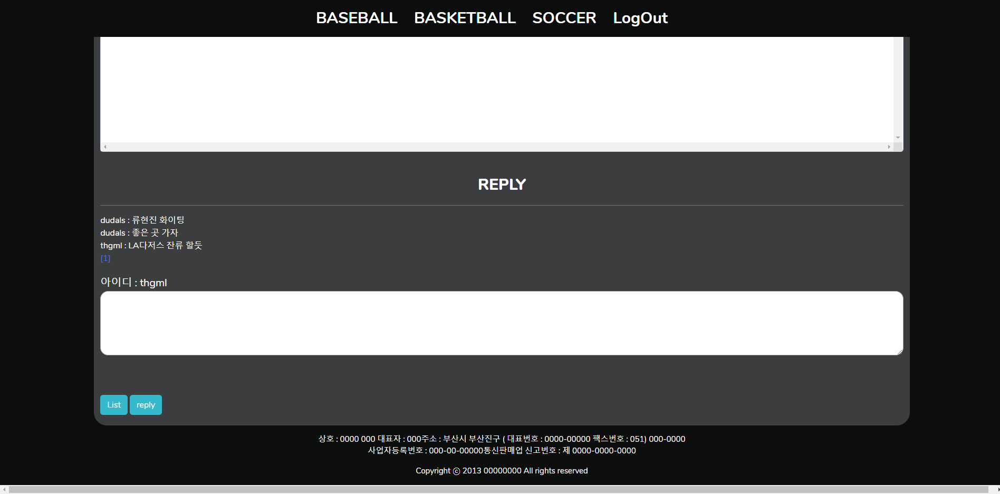 BASEBALL BASKETBALL SOCCER LogOut
REPLY
dudals : 류현진 화이팅
dudals : 좋은 곳 가자
thgml : LA다저스 잔류 할듯
[1]
아이디 : thgml
List reply
상호 : 0000 000 대표자 : 000주소 : 부산시 부산진구 ( 대표번호 : 0000-00000 팩스번호 : 051) 000-0000
사업자등록번호 : 000-00-00000통신판매업 신고번호 : 제 0000-0000-0000
Copyright ⓒ 2013 00000000 All rights reserved